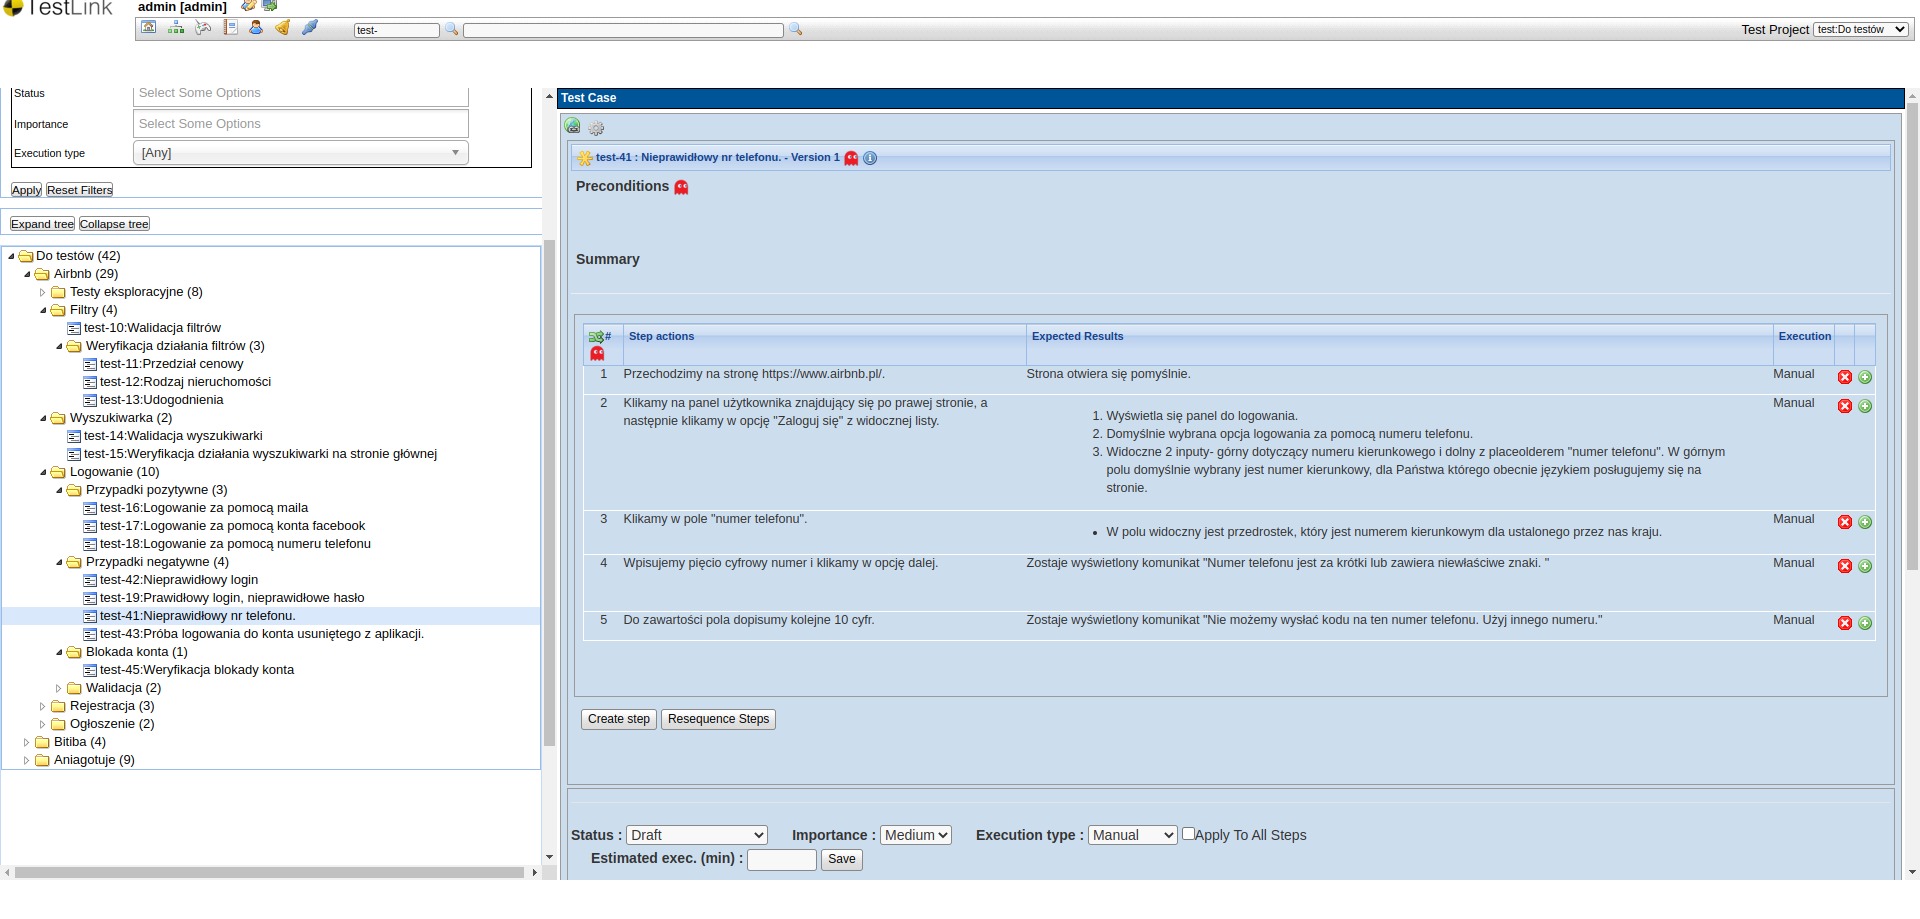 TestLink
admin [admin]
test-
Test Project test:Do testów
Status Select Some Options
Importance Select Some Options
Execution type [Any]
Apply Reset Filters
Expand tree Collapse tree
Do testów (42)
Airbnb (29)
Testy eksploracyjne (8)
Filtry (4)
test-10:Walidacja filtrów
Weryfikacja działania filtrów (3)
test-11:Przedział cenowy
test-12:Rodzaj nieruchomości
test-13:Udogodnienia
Wyszukiwarka (2)
test-14:Walidacja wyszukiwarki
test-15:Weryfikacja działania wyszukiwarki na stronie głównej
Logowanie (10)
Przypadki pozytywne (3)
test-16:Logowanie za pomocą maila
test-17:Logowanie za pomocą konta facebook
test-18:Logowanie za pomocą numeru telefonu
Przypadki negatywne (4)
test-42:Nieprawidłowy login
test-19:Prawidłowy login, nieprawidłowe hasło
test-41:Nieprawidłowy nr telefonu.
test-43:Próba logowania do konta usuniętego z aplikacji.
Blokada konta (1)
test-45:Weryfikacja blokady konta
Walidacja (2)
Rejestracja (3)
Ogłoszenie (2)
Bitiba (4)
Aniagotuje (9)
Test Case
test-41 : Nieprawidłowy nr telefonu. - Version 1
Preconditions
Summary
# Step actions Expected Results Execution
1 Przechodzimy na stronę https://www.airbnb.pl/. Strona otwiera się pomyślnie. Manual
2 Klikamy na panel użytkownika znajdujący się po prawej stronie, a Manual
następnie klikamy w opcję "Zaloguj się" z widocznej listy.
1. Wyświetla się panel do logowania.
2. Domyślnie wybrana opcja logowania za pomocą numeru telefonu.
3. Widoczne 2 inputy- górny dotyczący numeru kierunkowego i dolny z placeolderem "numer telefonu". W górnym
polu domyślnie wybrany jest numer kierunkowy, dla Państwa którego obecnie językiem posługujemy się na
stronie.
3 Klikamy w pole "numer telefonu". Manual
• W polu widoczny jest przedrostek, który jest numerem kierunkowym dla ustalonego przez nas kraju.
4 Wpisujemy pięcio cyfrowy numer i klikamy w opcję dalej. Zostaje wyświetlony komunikat "Numer telefonu jest za krótki lub zawiera niewłaściwe znaki. " Manual
5 Do zawartości pola dopisumy kolejne 10 cyfr. Zostaje wyświetlony komunikat "Nie możemy wysłać kodu na ten numer telefonu. Użyj innego numeru." Manual
Create step Resequence Steps
Status : Draft Importance : Medium Execution type : Manual Apply To All Steps
Estimated exec. (min) : Save